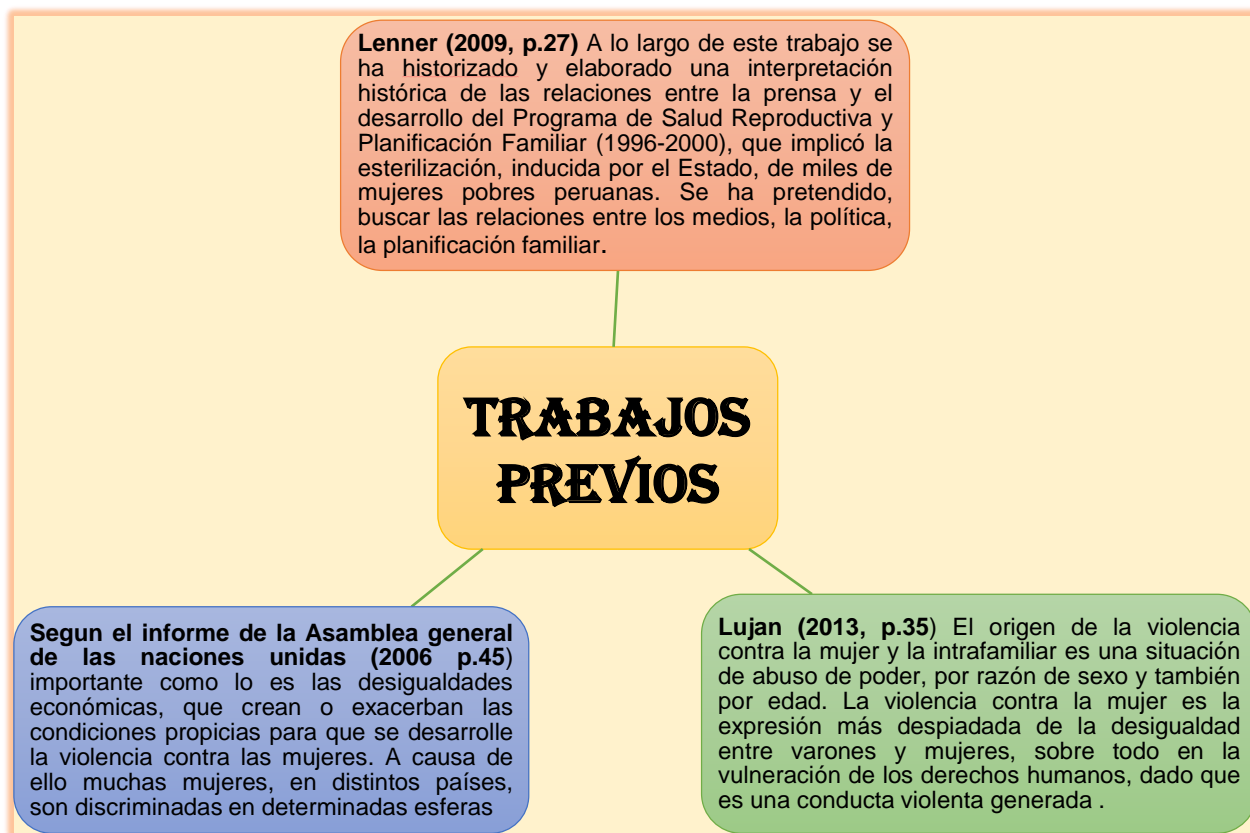 Lenner (2009, p.27) A lo largo de este trabajo se
ha historizado y elaborado una interpretación
histórica de las relaciones entre la prensa y el
desarrollo del Programa de Salud Reproductiva y
Planificación Familiar (1996-2000), que implicó la
esterilización, inducida por el Estado, de miles de
mujeres pobres peruanas. Se ha pretendido,
buscar las relaciones entre los medios, la política,
la planificación familiar.
TRABAJOS
PREVIOS
Segun el informe de la Asamblea general
de las naciones unidas (2006 p.45)
importante como lo es las desigualdades
económicas, que crean o exacerban las
condiciones propicias para que se desarrolle
la violencia contra las mujeres. A causa de
ello muchas mujeres, en distintos países,
son discriminadas en determinadas esferas
Lujan (2013, p.35) El origen de la violencia
contra la mujer y la intrafamiliar es una situación
de abuso de poder, por razón de sexo y también
por edad. La violencia contra la mujer es la
expresión más despiadada de la desigualdad
entre varones y mujeres, sobre todo en la
vulneración de los derechos humanos, dado que
es una conducta violenta generada .